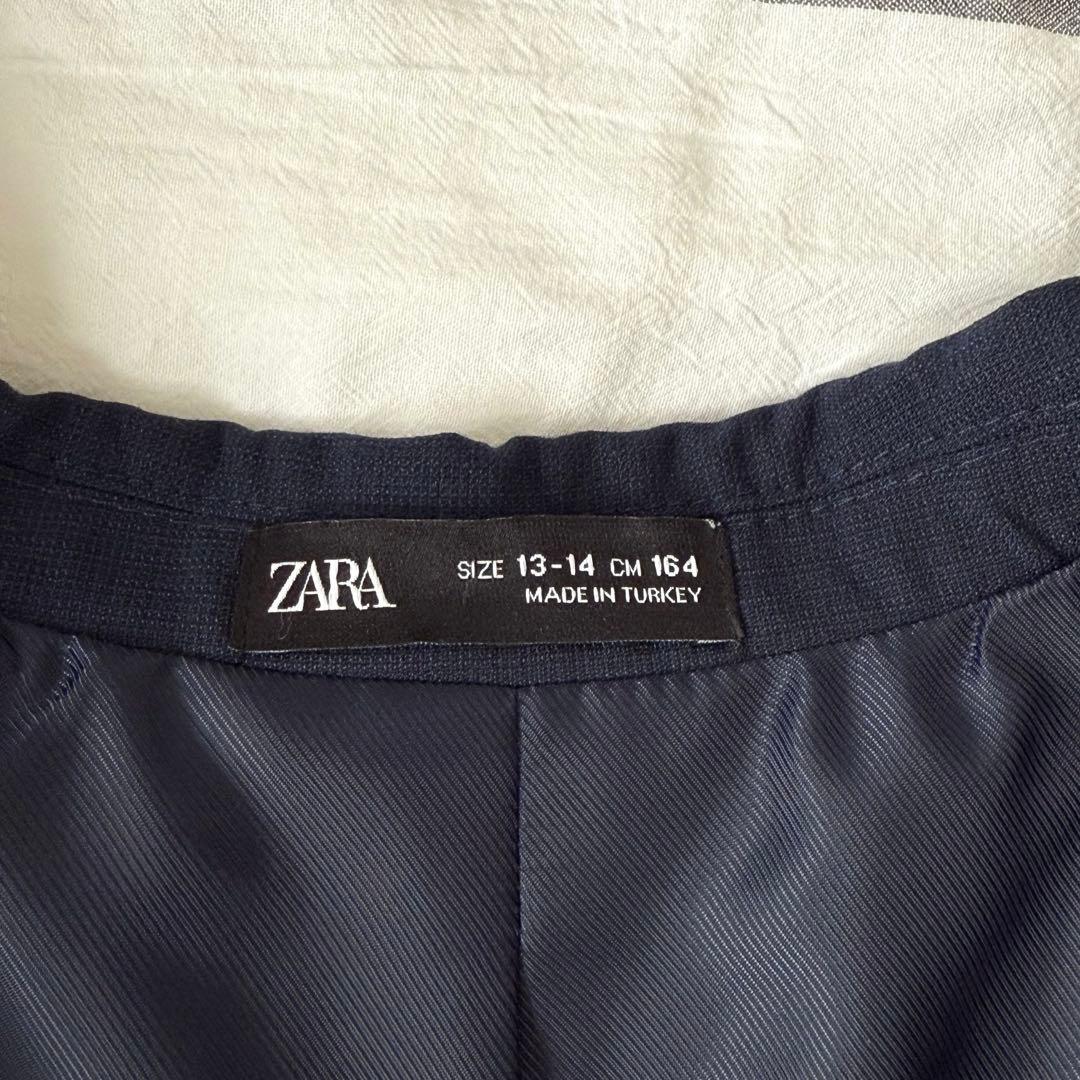 ZARA
SIZE 13-14 CM 164
MADE IN TURKEY